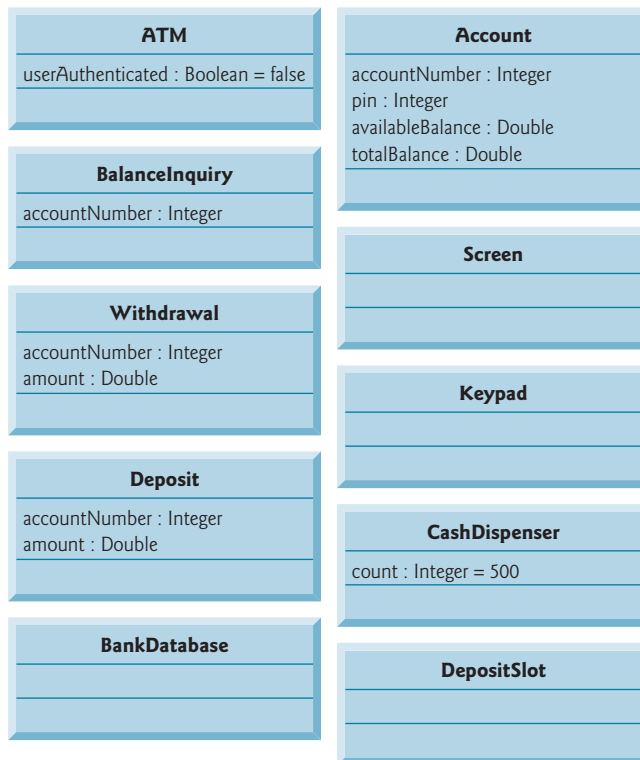 ATM
userAuthenticated : Boolean = false
BalanceInquiry
accountNumber : Integer
Withdrawal
accountNumber : Integer
amount : Double
Deposit
accountNumber : Integer
amount : Double
BankDatabase
Account
accountNumber : Integer
pin : Integer
availableBalance : Double
totalBalance : Double
Screen
Keypad
CashDispenser
count : Integer = 500
DepositSlot